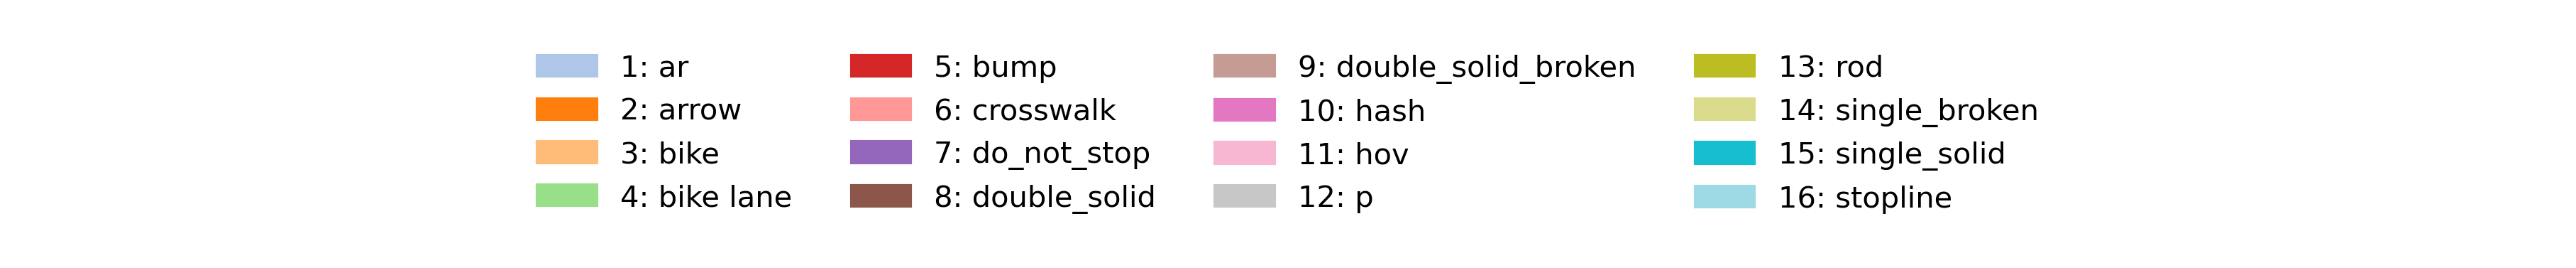 1: ar
2: arrow
3: bike
4: bike lane
5: bump
6: crosswalk
7: do_not_stop
8: double_solid
9: double_solid_broken
10: hash
11: hov
12: p
13: rod
14: single_broken
15: single_solid
16: stopline